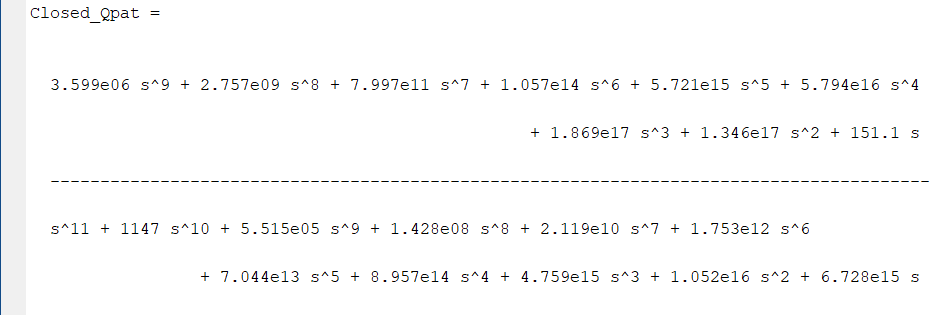 Closed_Qpat =
3.599e06 s^9 + 2.757e09 s^8 + 7.997e11 s^7 + 1.057e14 s^6 + 5.721e15 s^5 + 5.794e16 s^4
+ 1.869e17 s^3 + 1.346e17 s^2 + 151.1 s
----------------------------------------------------------------------------------------
s^11 + 1147 s^10 + 5.515e05 s^9 + 1.428e08 s^8 + 2.119e10 s^7 + 1.753e12 s^6
+ 7.044e13 s^5 + 8.957e14 s^4 + 4.759e15 s^3 + 1.052e16 s^2 + 6.728e15 s